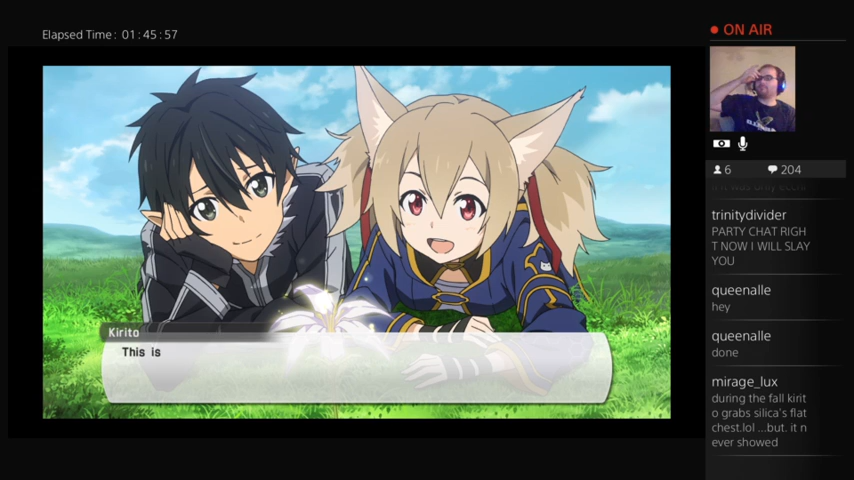 Elapsed Time: 01:45:57
ON AIR
6
204
trinitydivider
PARTY CHAT RIGH
T NOW I WILL SLAY
YOU
queenalle
hey
queenalle
done
mirage_lux
during the fall kirit
o grabs silica's flat
chest.lol ...but. it n
ever showed
Kirito
This is